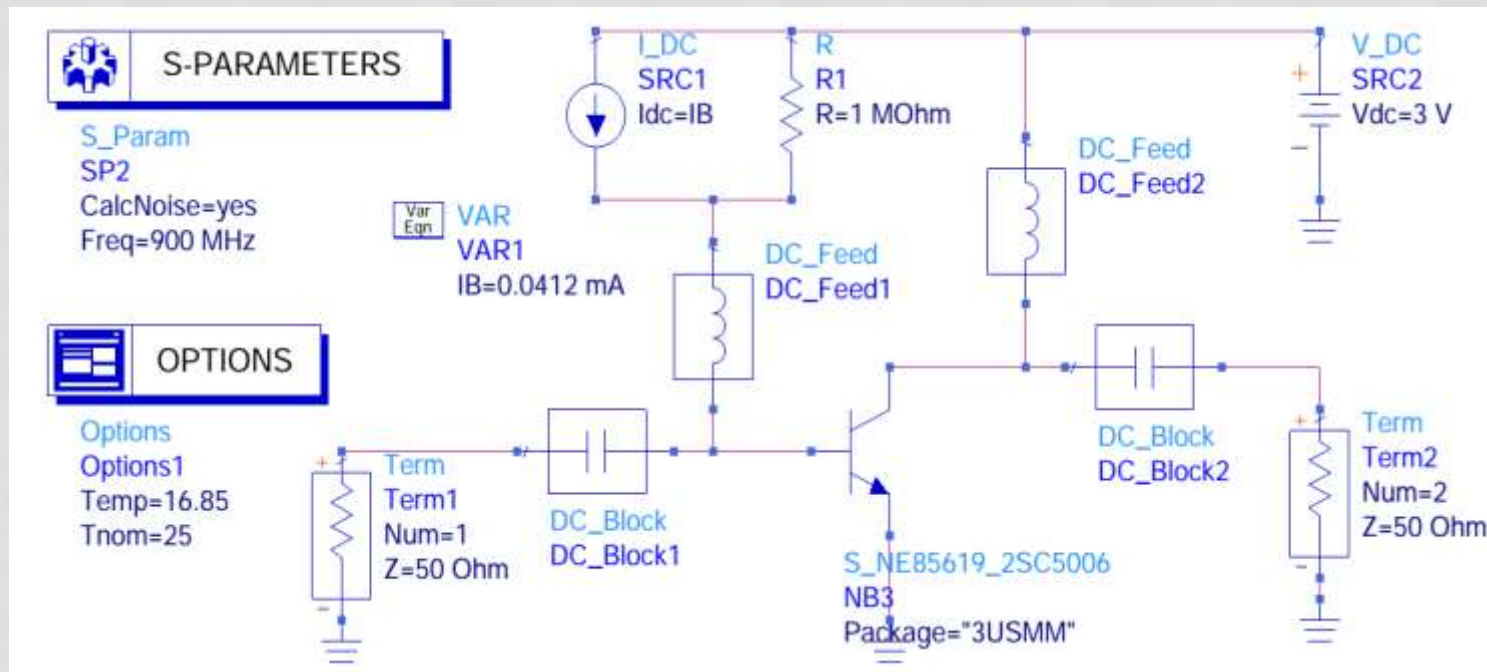 S-PARAMETERS
S_Param
SP2
CalcNoise=yes
Freq=900 MHz
Var
Eqn
VAR
VAR1
IB=0.0412 mA
OPTIONS
Options
Options1
Temp=16.85
Tnom=25
I_DC
SRC1
Idc=IB
R
R1
R=1 MOhm
V_DC
SRC2
Vdc=3 V
+
−
DC_Feed
DC_Feed2
DC_Feed
DC_Feed1
+
Term
Term1
Num=1
Z=50 Ohm
-
DC_Block
DC_Block1
S_NE85619_2SC5006
NB3
Package="3USMM"
DC_Block
DC_Block2
+
Term
Term2
Num=2
Z=50 Ohm
-